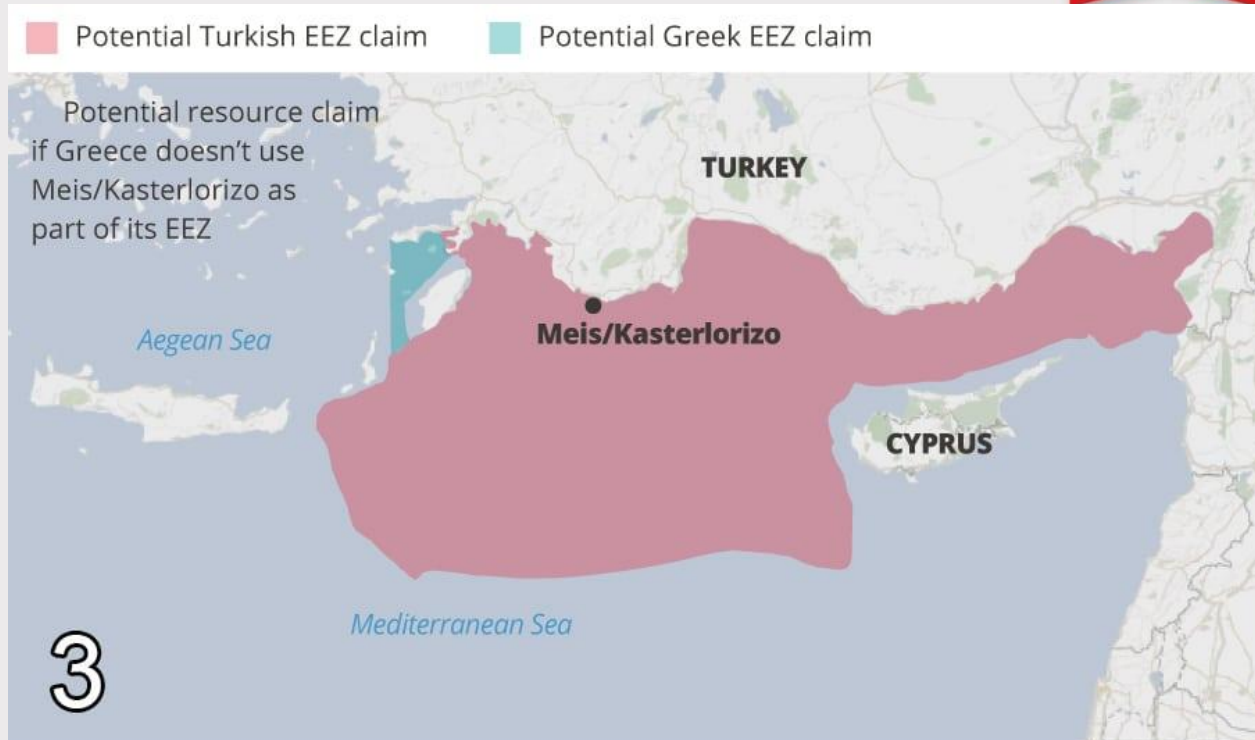 Potential Turkish EEZ claim
Potential Greek EEZ claim
Potential resource claim
if Greece doesn't use
Meis/Kasterlorizo as
part of its EEZ
TURKEY
Meis/Kasterlorizo
Aegean Sea
CYPRUS
Mediterranean Sea
3